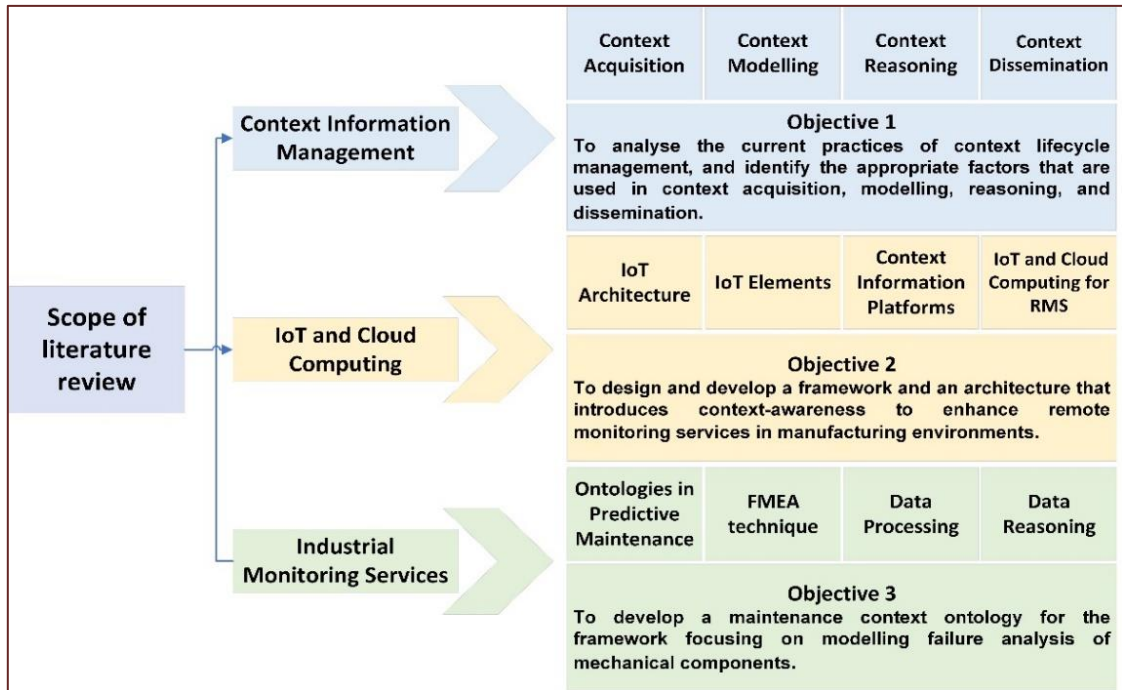 Scope of
literature
review
Context Information
Management
Context
Acquisition
Context
Modelling
Context
Reasoning
Context
Dissemination
Objective 1
To analyse the current practices of context lifecycle
management, and identify the appropriate factors that are
used in context acquisition, modelling, reasoning, and
dissemination.
IoT and Cloud
Computing
IoT
Architecture
IoT Elements
Context
Information
Platforms
IoT and Cloud
Computing for
RMS
Objective 2
To design and develop a framework and an architecture that
introduces context-awareness to enhance remote
monitoring services in manufacturing environments.
Industrial
Monitoring Services
Ontologies in
Predictive
Maintenance
FMEA
technique
Data
Processing
Data
Reasoning
Objective 3
To develop a maintenance context ontology for the
framework focusing on modelling failure analysis of
mechanical components.